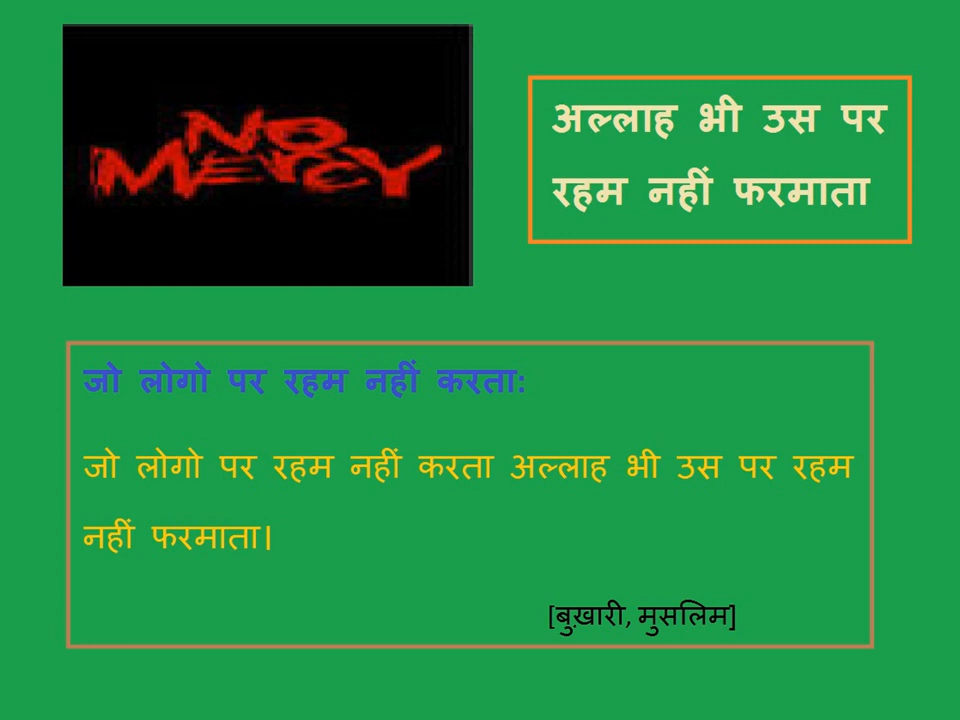 NO
MERCY
अल्लाह भी उस पर
रहम नहीं फरमाता
जो लोगो पर रहम नहीं करता:
जो लोगो पर रहम नहीं करता अल्लाह भी उस पर रहम
नहीं फरमाता।
[बुख़ारी, मुसलिम]